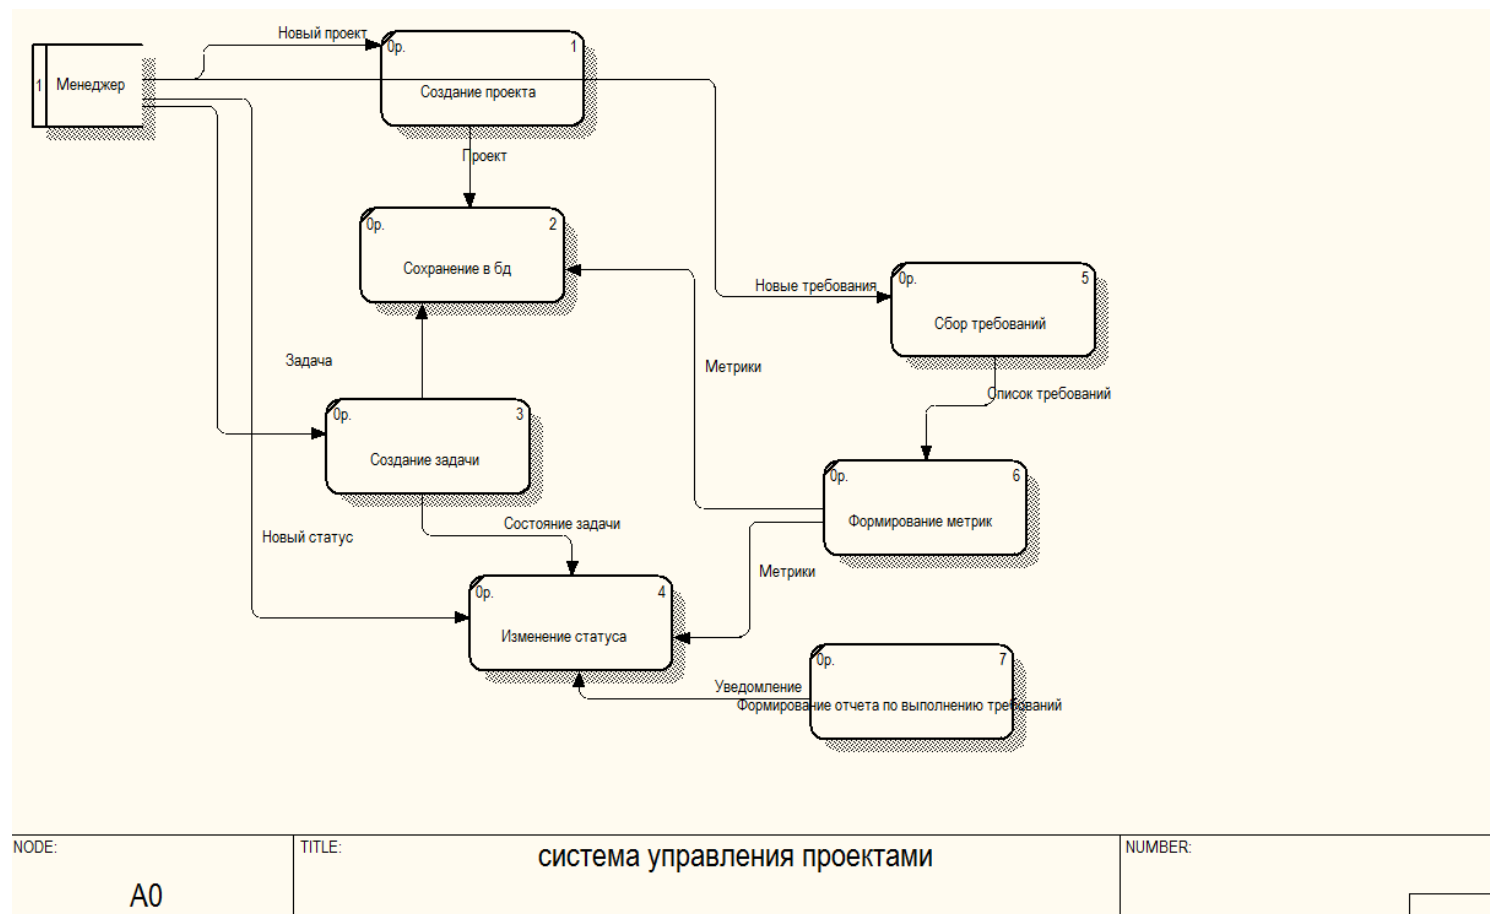 Новый проект
0р.
1
1
Менеджер
Создание проекта
Проект
0р.
2
Сохранение в бд
0р.
5
Новые требования
Сбор требований
Задача
Метрики
Список требований
0р.
3
Создание задачи
0р.
6
Формирование метрик
Состояние задачи
Новый статус
Метрики
0р.
4
Изменение статуса
0р.
7
Уведомление
Формирование отчета по выполнению требований
NODE:
TITLE:
NUMBER:
система управления проектами
A0